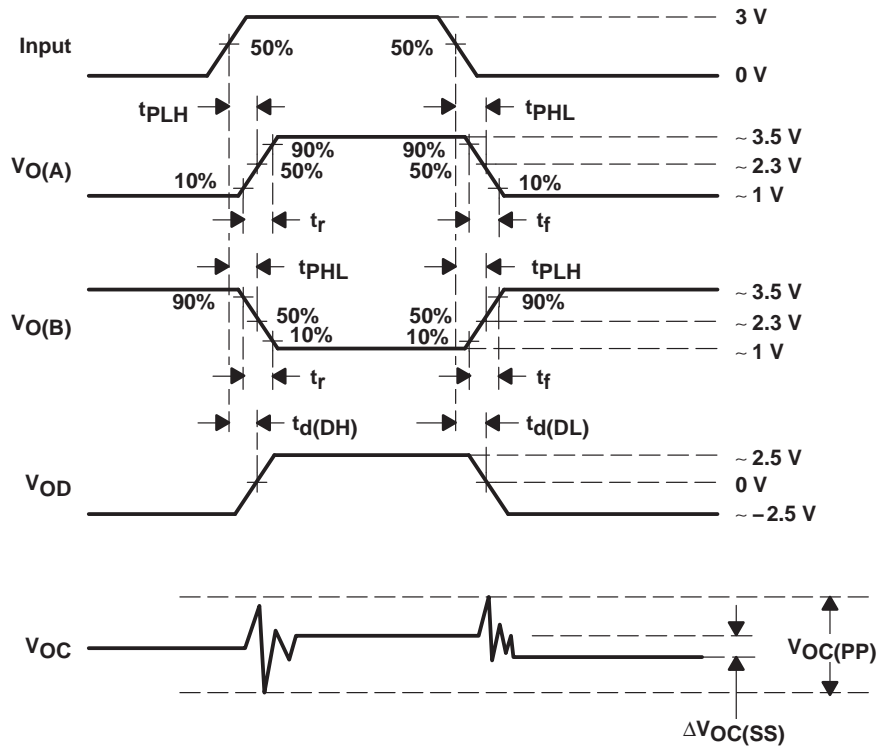 3 V
Input
50%
50%
0 V
tPLH
tPHL
~ 3.5 V
90%
90%
VO(A)
50%
50%
~ 2.3 V
10%
10%
~ 1 V
tr
tf
tPHL
tPLH
~ 3.5 V
90%
90%
VO(B)
50%
50%
~ 2.3 V
10%
10%
~ 1 V
tr
tf
td(DH)
td(DL)
~ 2.5 V
VOD
0 V
~ – 2.5 V
VOC
VOC(PP)
ΔVOC(SS)